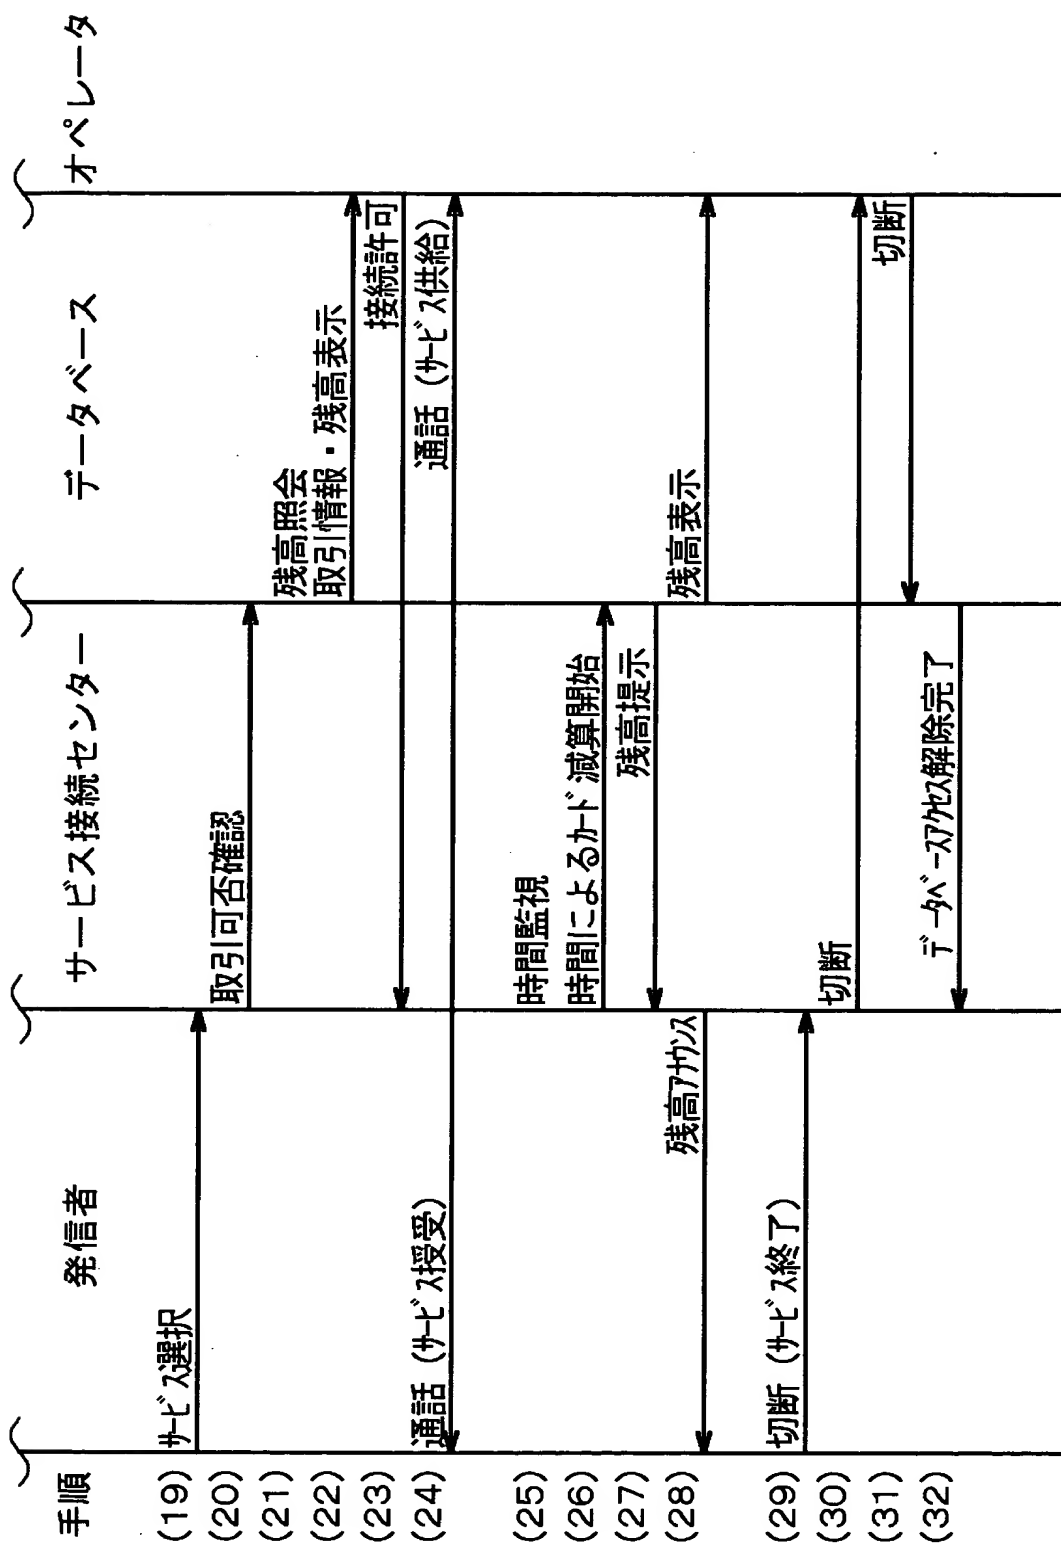 手順 発信者 サービス接続センター データベース オペレータ
(19) サービス選択
(20) 取引可否確認
(21) 残高照会
(22) 取引情報・残高表示
(23) 接続許可
(24) 通話 (サービス授受) 通話 (サービス供給)
(25) 時間監視
(26) 時間によるカード減算開始
(27) 残高提示
(28) 残高アナウンス 残高表示
(29) 切断 (サービス終了)
(30) 切断
(31) 切断
(32) データベースアクセス解除完了